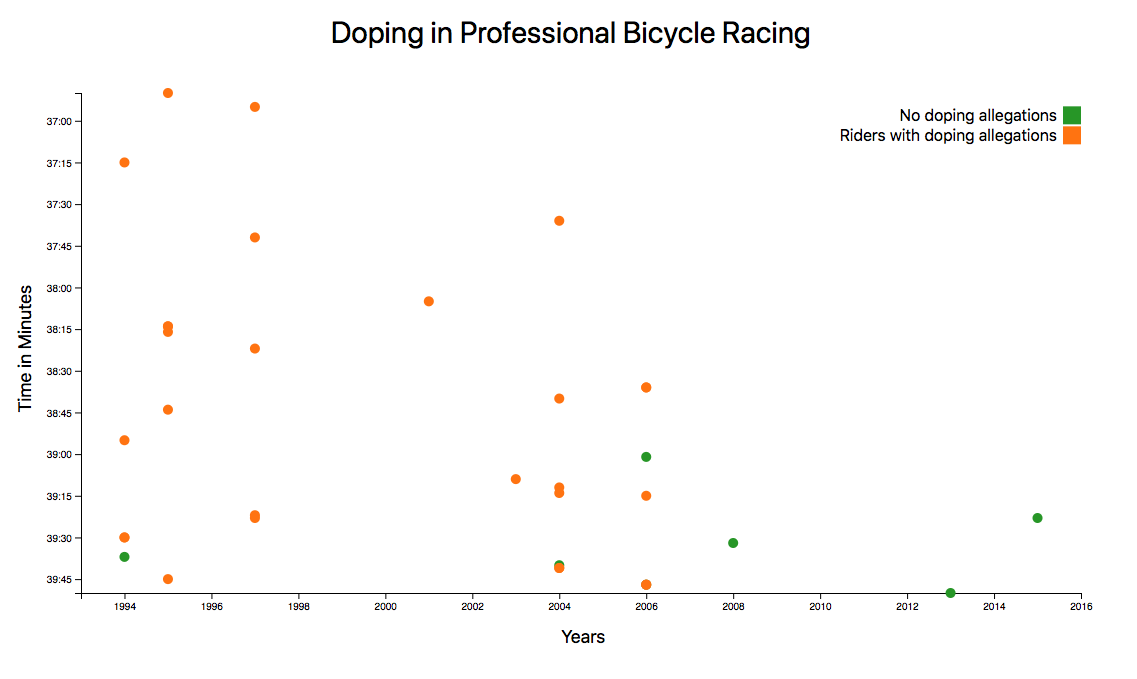 Doping in Professional Bicycle Racing
No doping allegations
Riders with doping allegations
37:00
37:15
37:30
37:45
38:00
38:15
38:30
38:45
39:00
39:15
39:30
39:45
Time in Minutes
1994 1996 1998 2000 2002 2004 2006 2008 2010 2012 2014 2016
Years